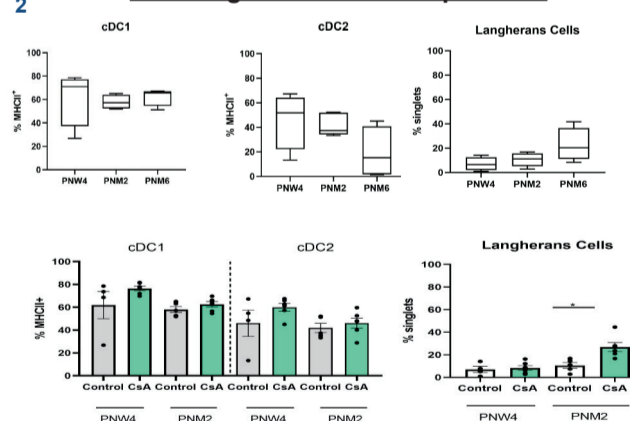 2
cDC1
% MHCII+
100
80
60
40
20
0
PNW4 PNM2 PNM6
cDC2
% MHCII+
100
80
60
40
20
0
PNW4 PNM2 PNM6
Langherans Cells
% singlets
100
80
60
40
20
0
PNW4 PNM2 PNM6
cDC1 cDC2
% MHCII+
100
80
60
40
20
0
Control CsA Control CsA Control CsA Control CsA
PNW4 PNM2 PNW4 PNM2
Langherans Cells
% singlets
100
80
60
40
20
0
*
Control CsA Control CsA
PNW4 PNM2